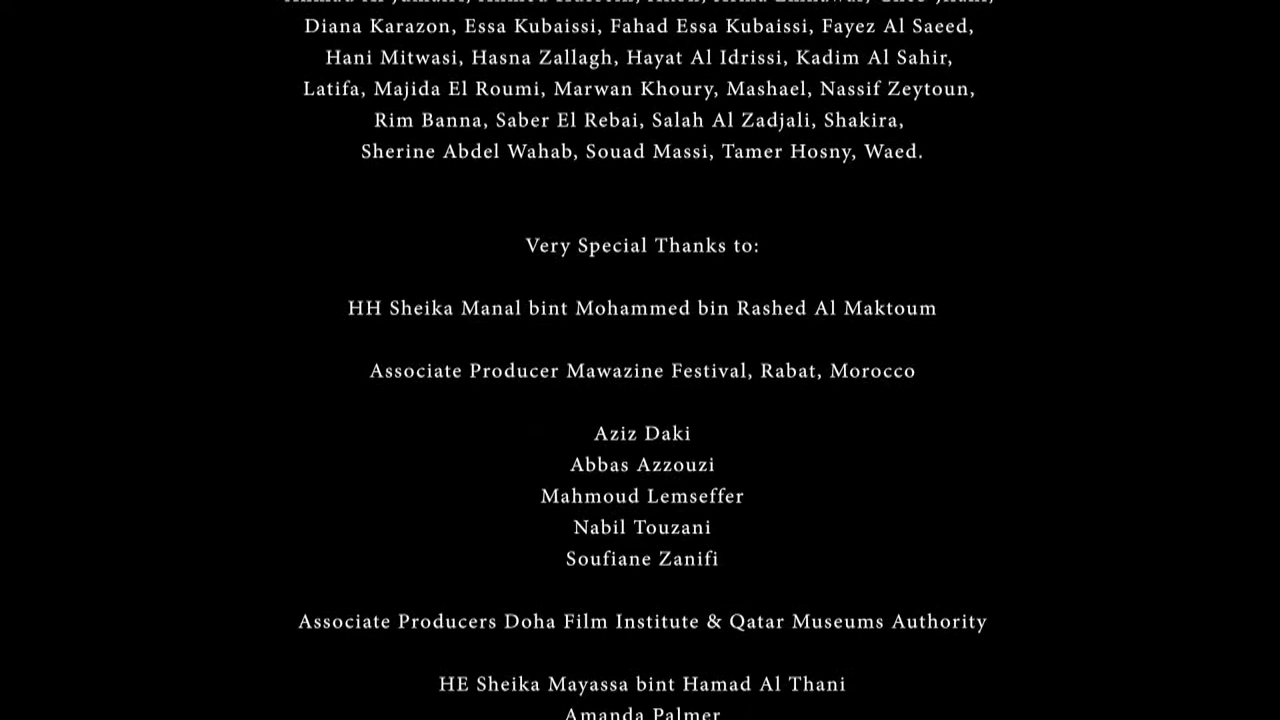 Diana Karazon, Essa Kubaissi, Fahad Essa Kubaissi, Fayez Al Saeed,
Hani Mitwasi, Hasna Zallagh, Hayat Al Idrissi, Kadim Al Sahir,
Latifa, Majida El Roumi, Marwan Khoury, Mashael, Nassif Zeytoun,
Rim Banna, Saber El Rebai, Salah Al Zadjali, Shakira,
Sherine Abdel Wahab, Souad Massi, Tamer Hosny, Waed.
Very Special Thanks to:
HH Sheika Manal bint Mohammed bin Rashed Al Maktoum
Associate Producer Mawazine Festival, Rabat, Morocco
Aziz Daki
Abbas Azzouzi
Mahmoud Lemseffer
Nabil Touzani
Soufiane Zanifi
Associate Producers Doha Film Institute & Qatar Museums Authority
HE Sheika Mayassa bint Hamad Al Thani
Amanda Palmer